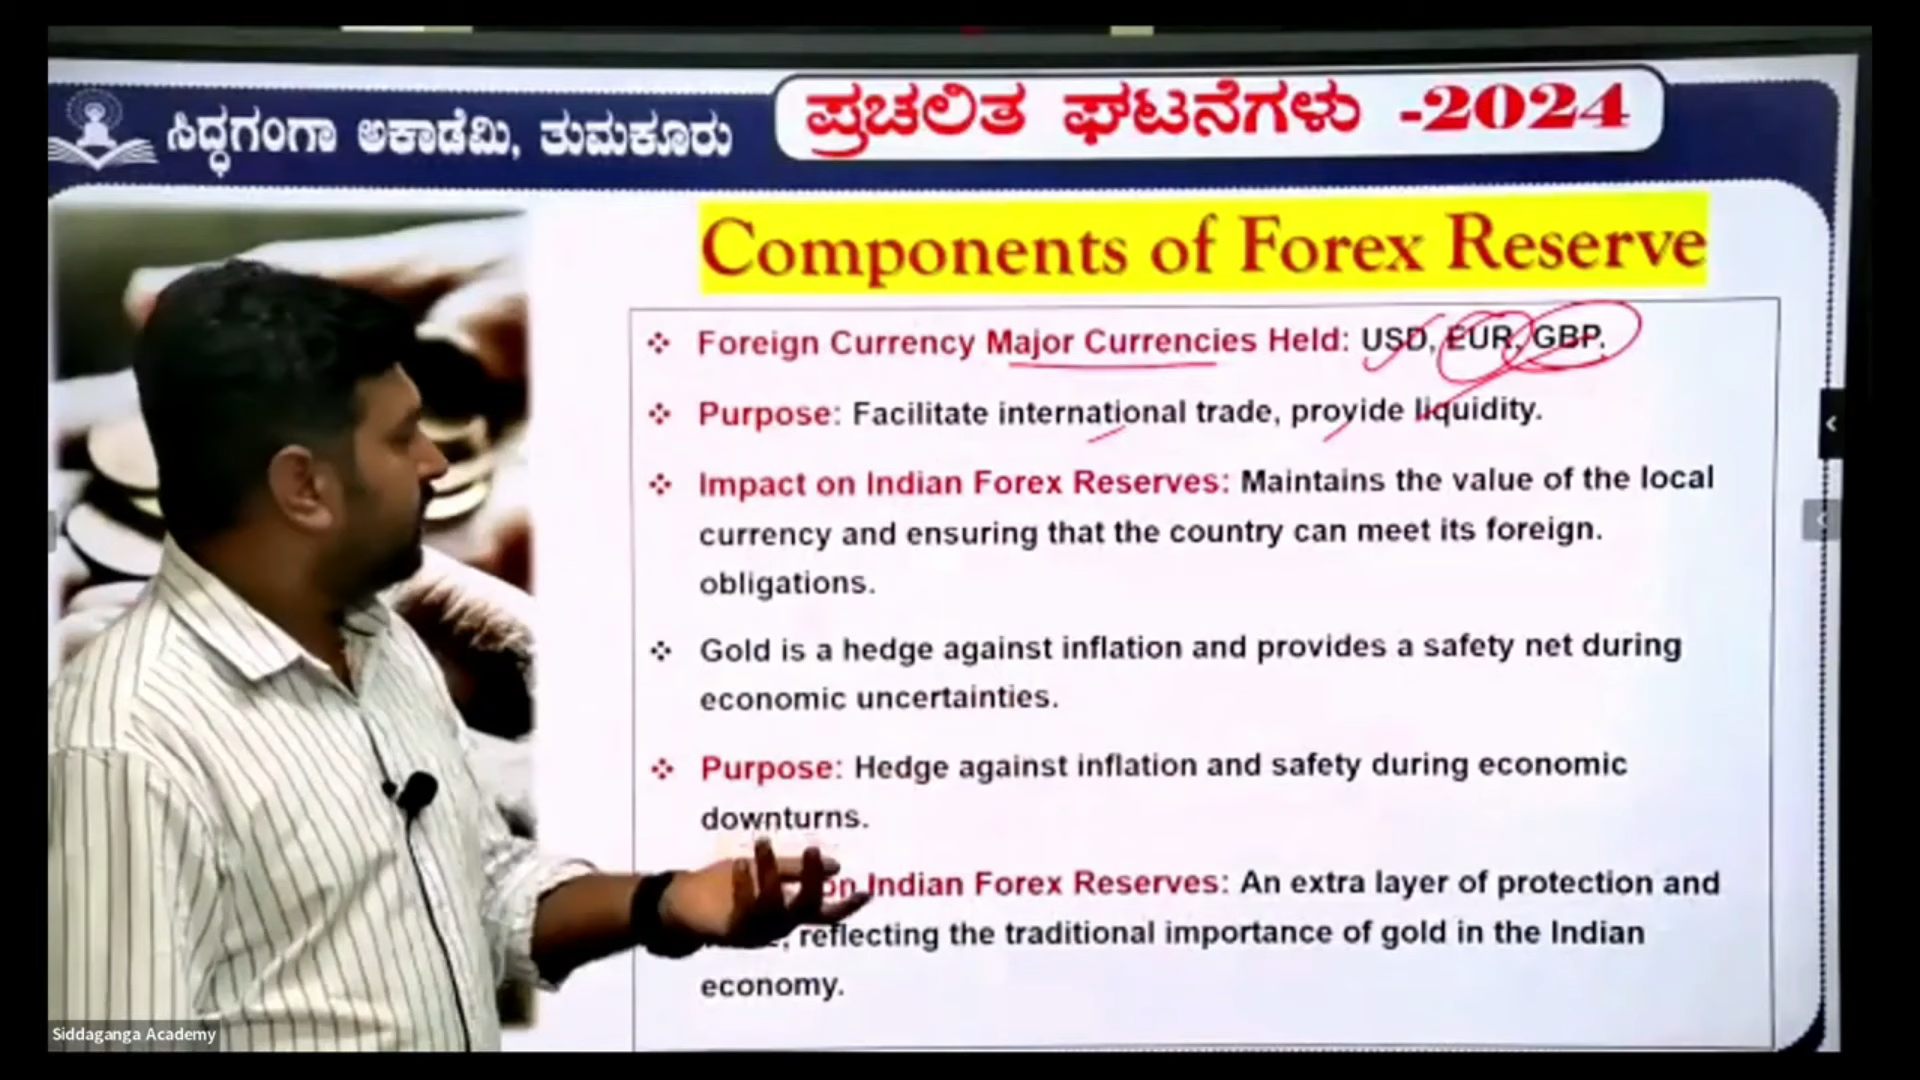 ಸಿದ್ಧಗಂಗಾ ಅಕಾಡೆಮಿ, ತುಮಕೂರು
ಪ್ರಚಲಿತ ಘಟನೆಗಳು -2024
Components of Forex Reserve
Foreign Currency Major Currencies Held: USD, EUR, GBP.
Purpose: Facilitate international trade, provide liquidity.
Impact on Indian Forex Reserves: Maintains the value of the local
currency and ensuring that the country can meet its foreign.
obligations.
Gold is a hedge against inflation and provides a safety net during
economic uncertainties.
Purpose: Hedge against inflation and safety during economic
downturns.
on Indian Forex Reserves: An extra layer of protection and
, reflecting the traditional importance of gold in the Indian
economy.
Siddaganga Academy